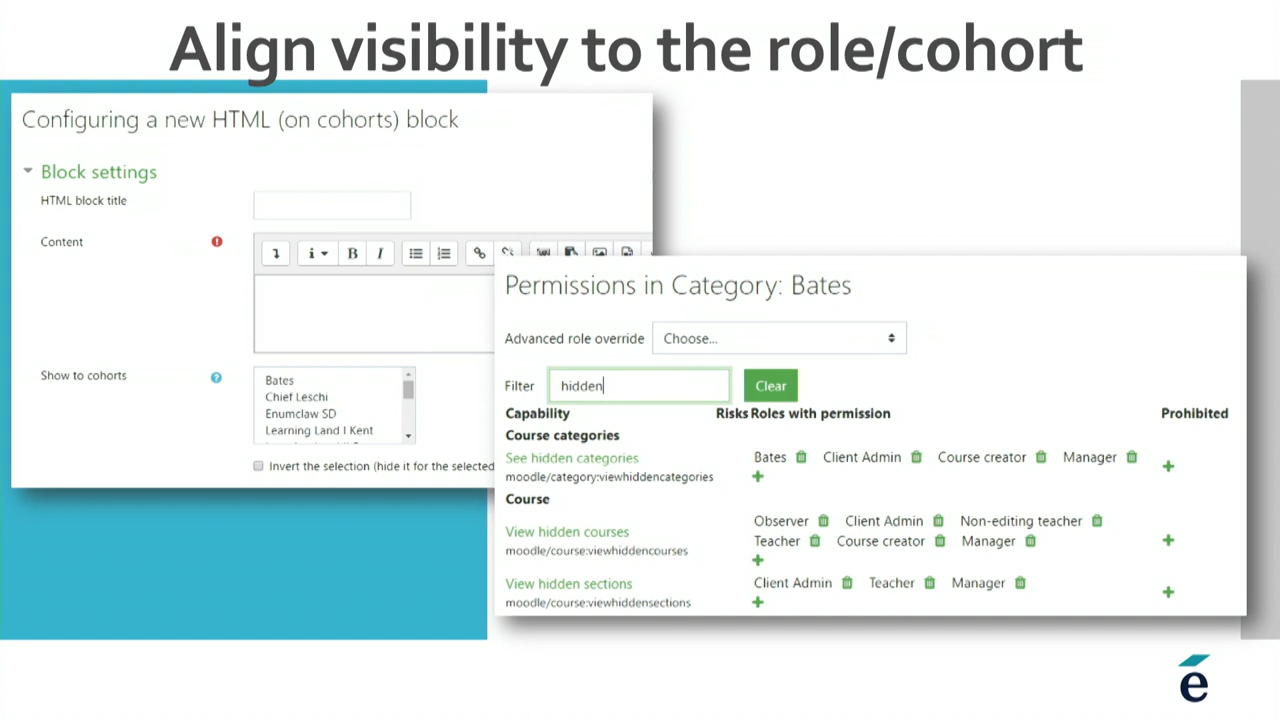 Align visibility to the role/cohort
Configuring a new HTML (on cohorts) block
Block settings
HTML block title
Content
i B I
Show to cohorts
Bates
Chief Leschi
Enumclaw SD
Learning Land I Kent
Invert the selection (hide it for the selected
Permissions in Category: Bates
Advanced role override Choose...
Filter hidden Clear
Capability Risks Roles with permission Prohibited
Course categories
See hidden categories Bates Client Admin Course creator Manager
moodle/category:viewhiddencategories
Course
Observer Client Admin Non-editing teacher
View hidden courses
Teacher Course creator Manager
moodle/course:viewhiddencourses
View hidden sections Client Admin Teacher Manager
moodle/course:viewhiddensections
é